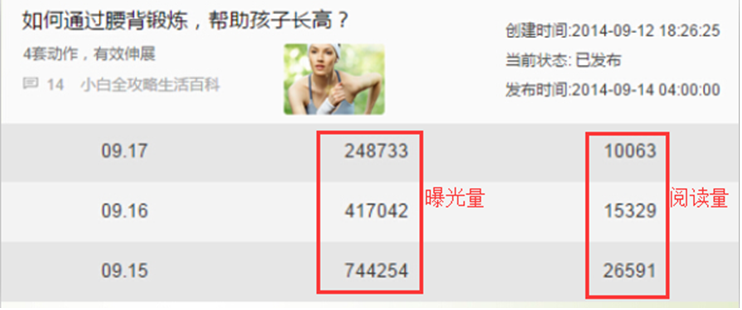 如何通过腰背锻炼，帮助孩子长高？
4套动作，有效伸展
14 小白全攻略生活百科
创建时间:2014-09-12 18:26:25
当前状态: 已发布
发布时间:2014-09-14 04:00:00
09.17 248733 10063
09.16 417042 曝光量 15329 阅读量
09.15 744254 26591